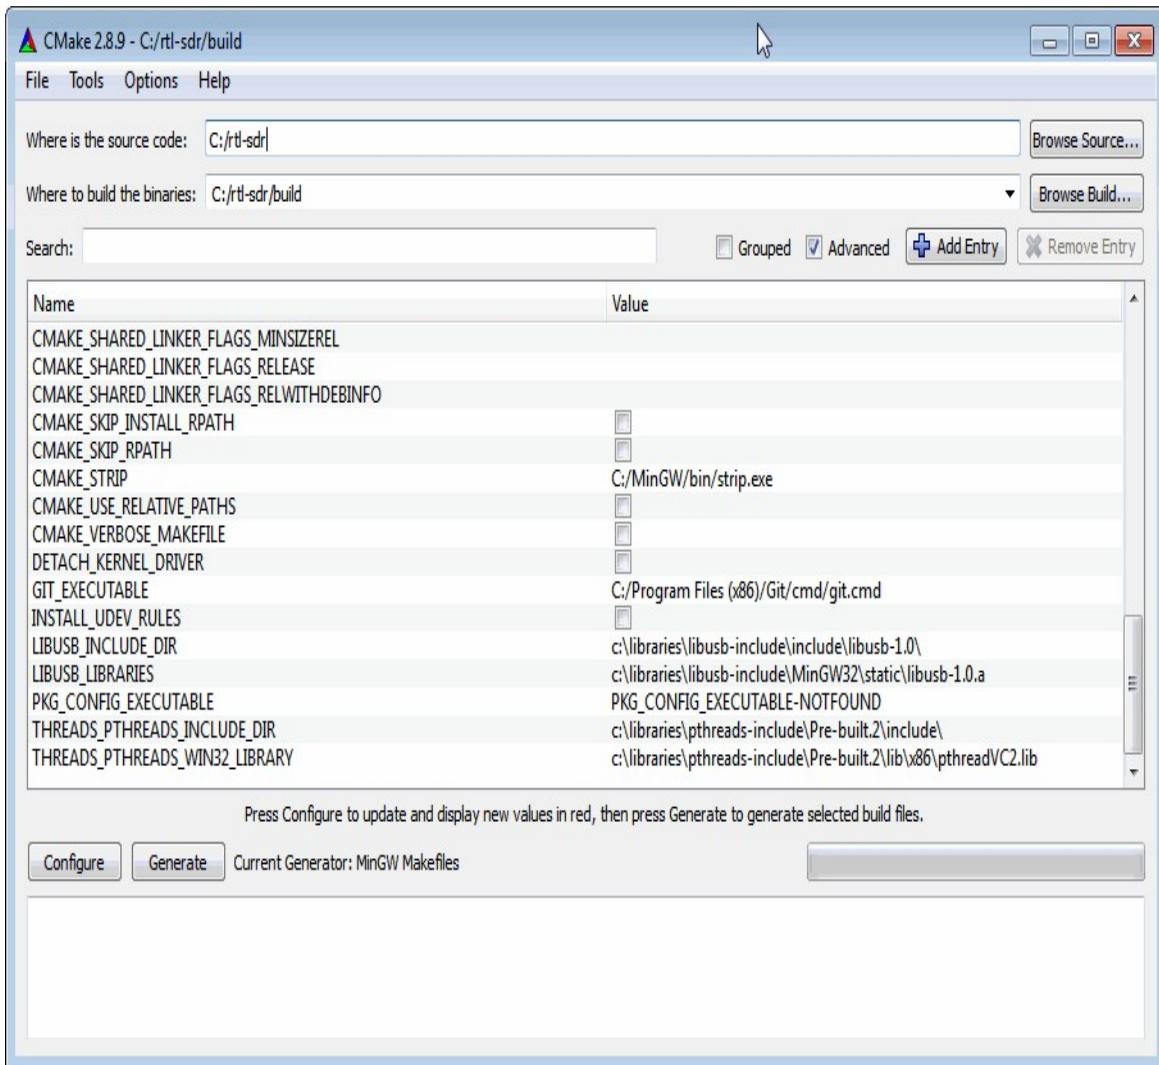 CMake 2.8.9 - C:/rtl-sdr/build
File Tools Options Help
Where is the source code: C:/rtl-sdr Browse Source...
Where to build the binaries: C:/rtl-sdr/build Browse Build...
Search: Grouped Advanced Add Entry Remove Entry
Name Value
CMAKE_SHARED_LINKER_FLAGS_MINSIZEREL
CMAKE_SHARED_LINKER_FLAGS_RELEASE
CMAKE_SHARED_LINKER_FLAGS_RELWITHDEBINFO
CMAKE_SKIP_INSTALL_RPATH
CMAKE_SKIP_RPATH
CMAKE_STRIP C:/MinGW/bin/strip.exe
CMAKE_USE_RELATIVE_PATHS
CMAKE_VERBOSE_MAKEFILE
DETACH_KERNEL_DRIVER
GIT_EXECUTABLE C:/Program Files (x86)/Git/cmd/git.cmd
INSTALL_UDEV_RULES
LIBUSB_INCLUDE_DIR c:\libraries\libusb-include\include\libusb-1.0\
LIBUSB_LIBRARIES c:\libraries\libusb-include\MinGW32\static\libusb-1.0.a
PKG_CONFIG_EXECUTABLE PKG_CONFIG_EXECUTABLE-NOTFOUND
THREADS_PTHREADS_INCLUDE_DIR c:\libraries\pthreads-include\Pre-built.2\include\
THREADS_PTHREADS_WIN32_LIBRARY c:\libraries\pthreads-include\Pre-built.2\lib\x86\pthreadVC2.lib
Press Configure to update and display new values in red, then press Generate to generate selected build files.
Configure Generate Current Generator: MinGW Makefiles